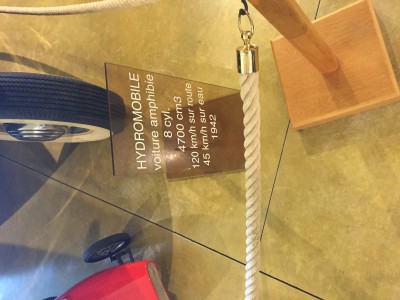 HYDROMOBILE
voiture amphibie
8 cyl.
4700 cm3
120 km/h sur route
45 km/h sur eau
1942